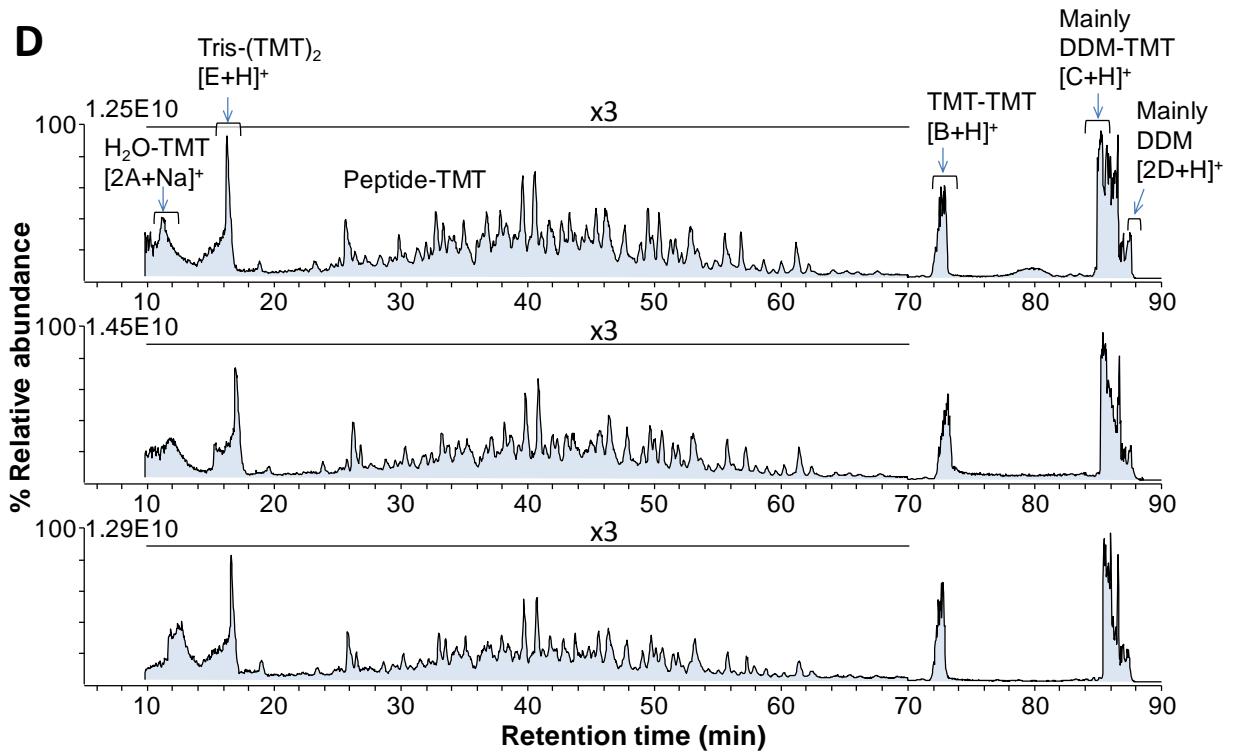 D
Tris-(TMT)₂
[E+H]⁺
Mainly
DDM-TMT
[C+H]⁺
Mainly
DDM
[2D+H]⁺
TMT-TMT
[B+H]⁺
100
1.25E10
x3
H₂O-TMT
[2A+Na]⁺
Peptide-TMT
10 20 30 40 50 60 70 80 90
100
1.45E10
x3
10 20 30 40 50 60 70 80 90
100
1.29E10
x3
10 20 30 40 50 60 70 80 90
% Relative abundance
Retention time (min)